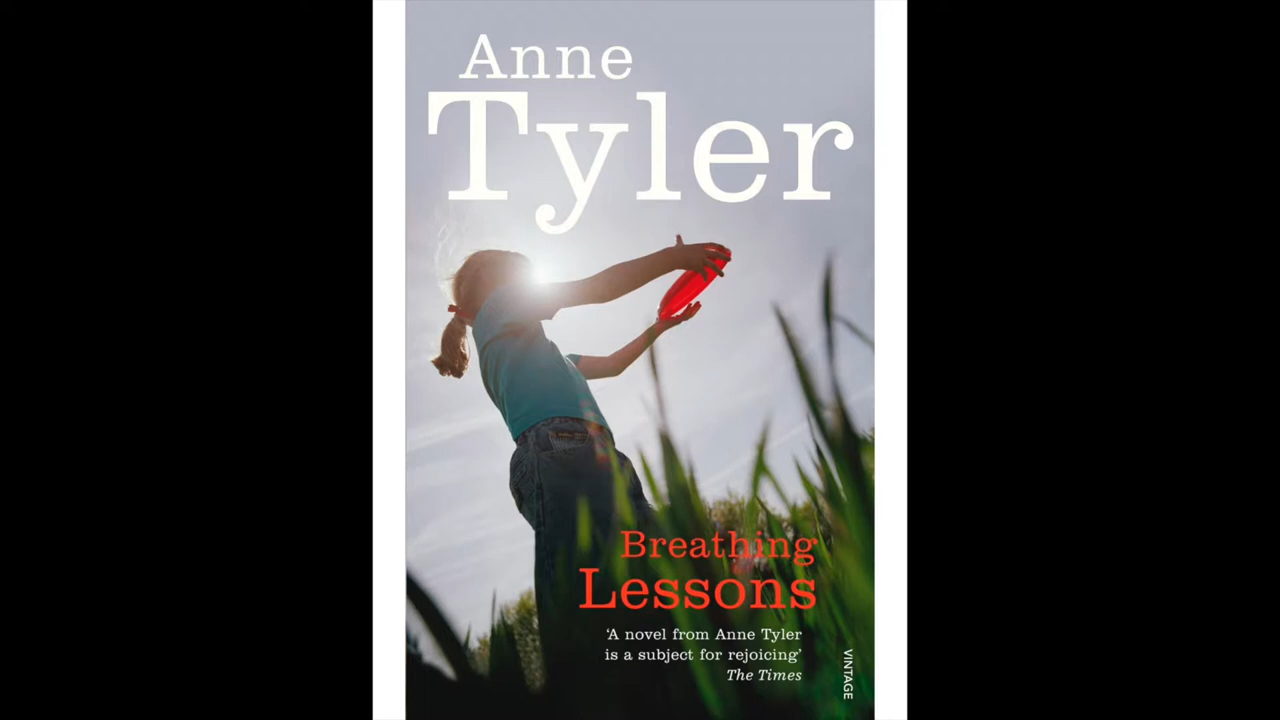 Anne
Tyler
Breathing
Lessons
‘A novel from Anne Tyler
is a subject for rejoicing’
The Times
VINTAGE